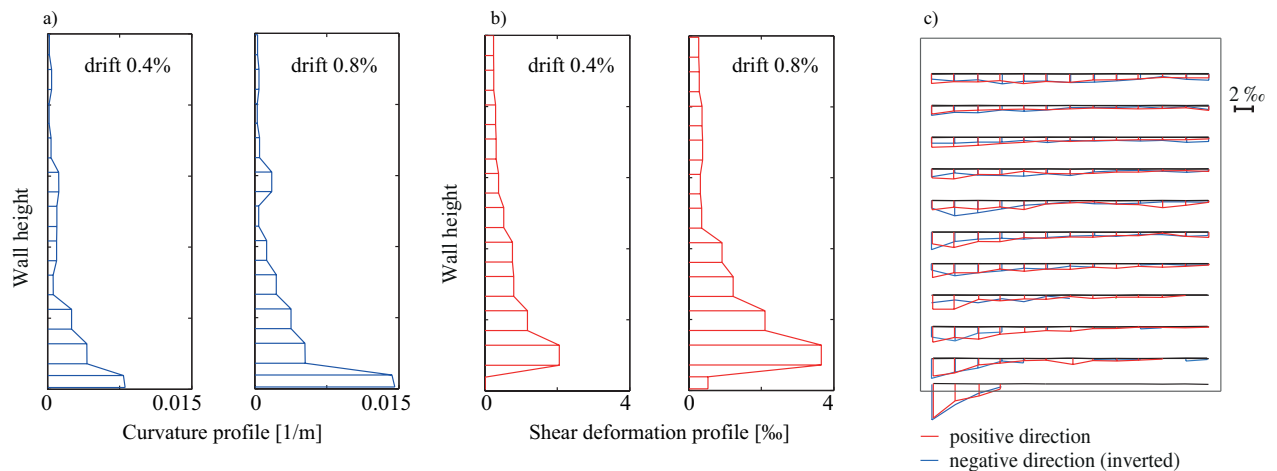 a)
b)
c)
drift 0.4%
drift 0.8%
drift 0.4%
drift 0.8%
2 ‰
Wall height
Wall height
0
0.015
0
0.015
0
4
0
4
Curvature profile [1/m]
Shear deformation profile [‰]
positive direction
negative direction (inverted)